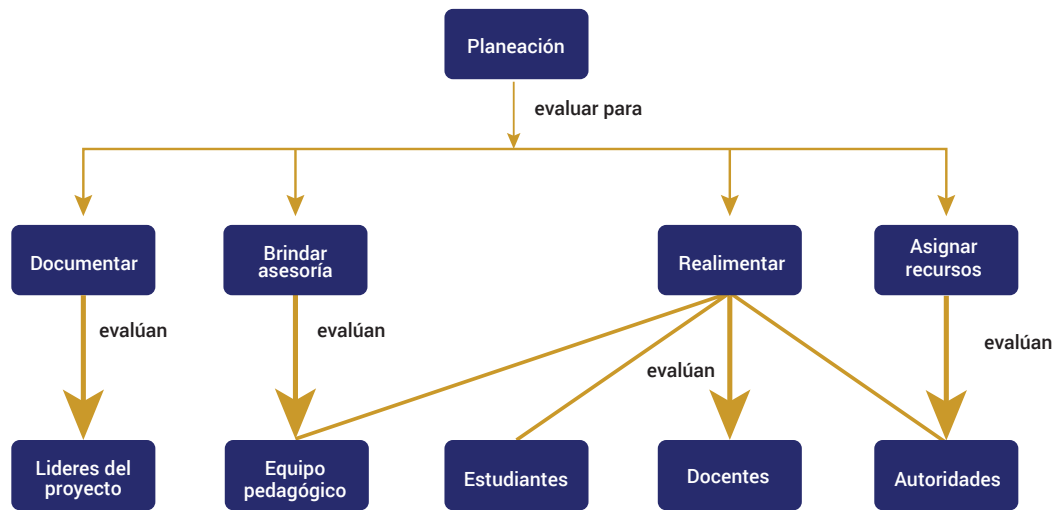 Planeación
evaluar para
Documentar
Brindar
asesoría
Realimentar
Asignar
recursos
evalúan
evalúan
evalúan
evalúan
Lideres del
proyecto
Equipo
pedagógico
Estudiantes
Docentes
Autoridades